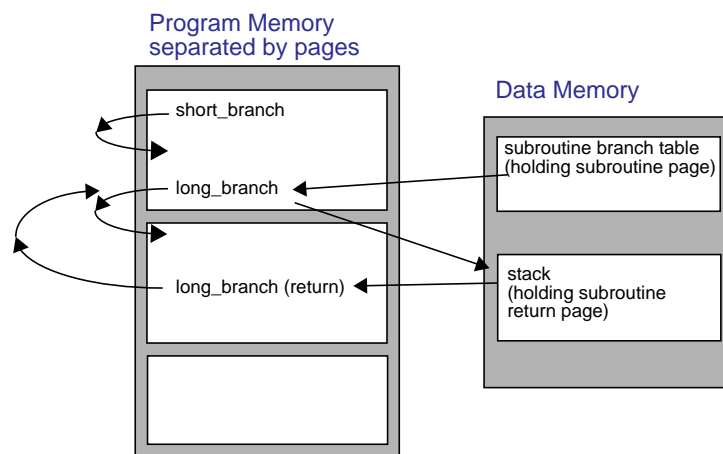 Program Memory
separated by pages
short_branch
long_branch
long_branch (return)
Data Memory
subroutine branch table
(holding subroutine page)
stack
(holding subroutine
return page)